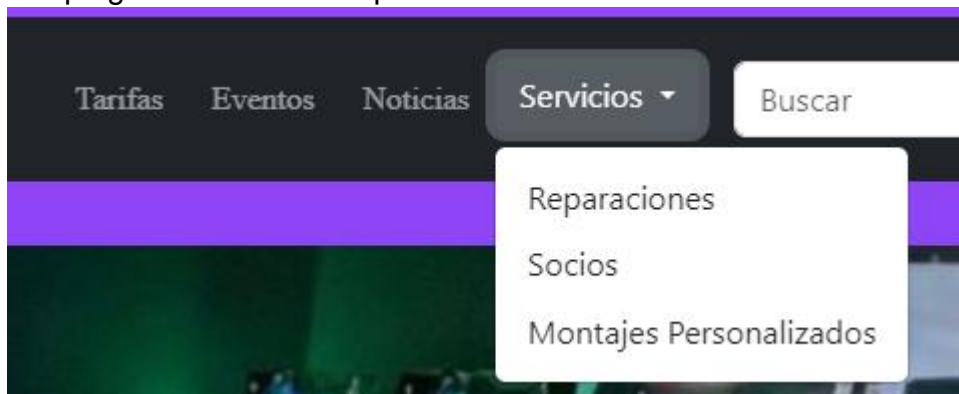 Tarifas Eventos Noticias Servicios Buscar
Reparaciones
Socios
Montajes Personalizados